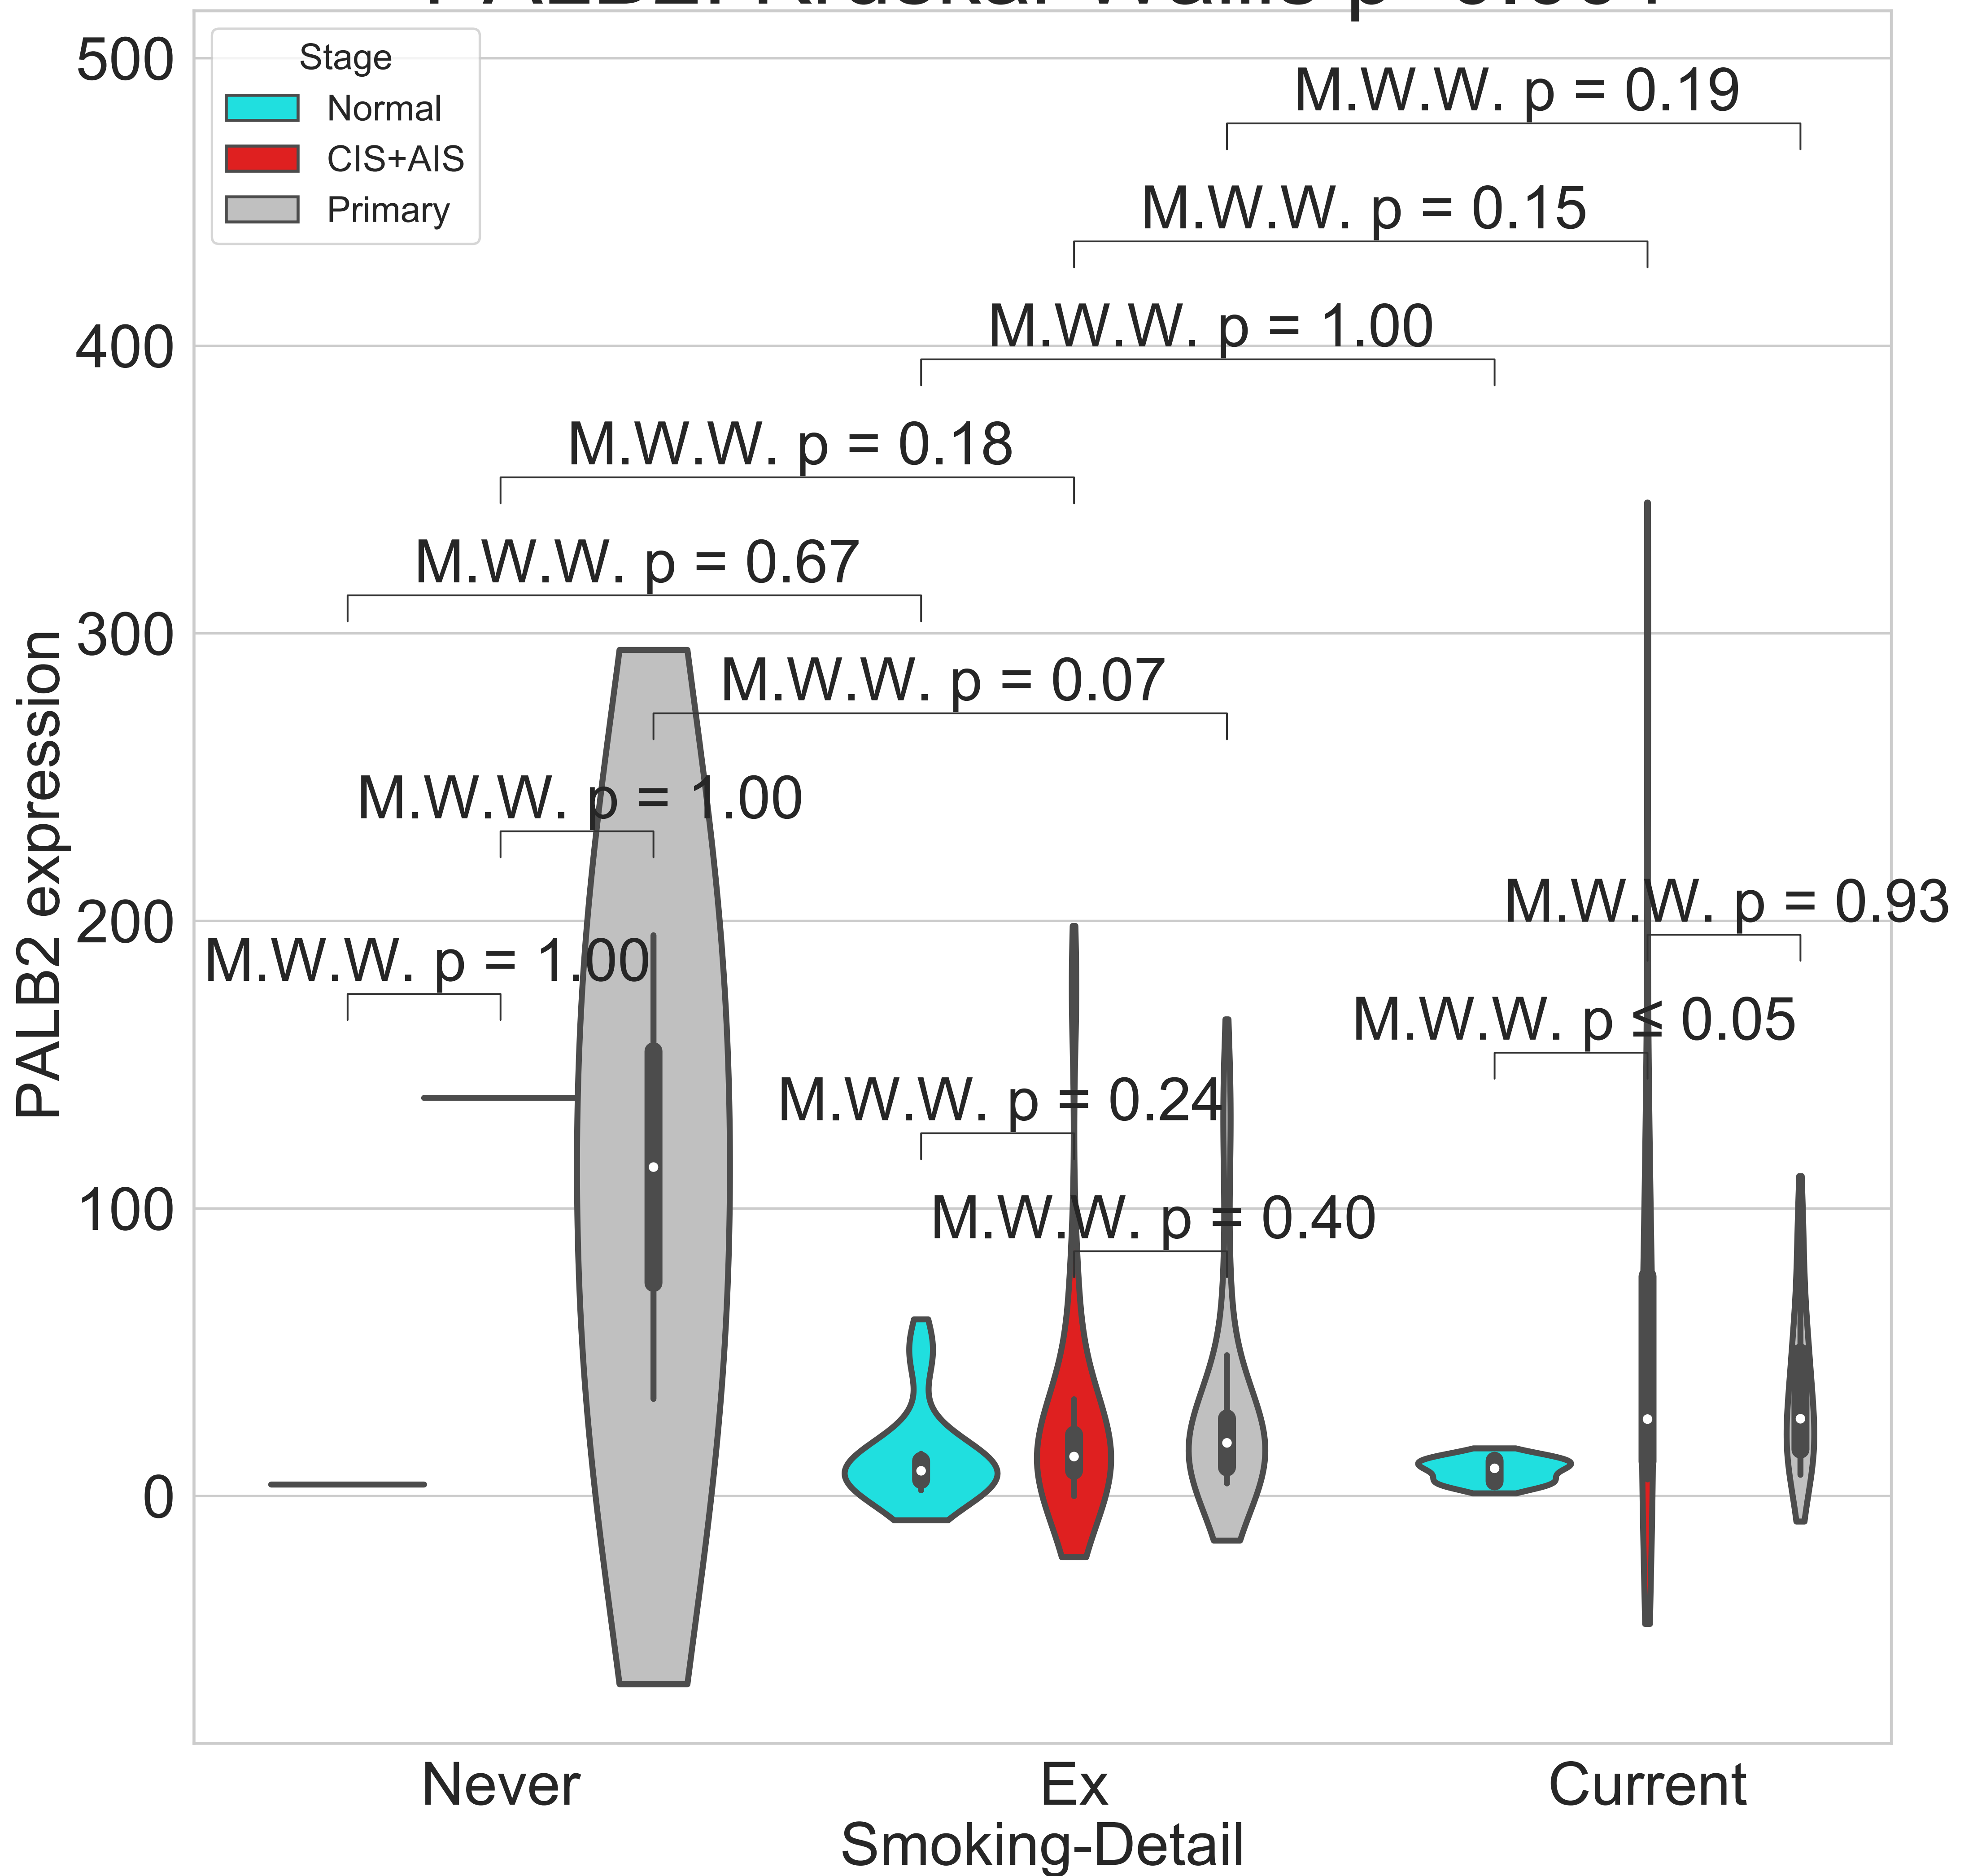 Stage
Normal
CIS+AIS
Primary
500
400
300
200
100
0
PALB2 expression
M.W.W. p = 0.19
M.W.W. p = 0.15
M.W.W. p = 1.00
M.W.W. p = 0.18
M.W.W. p = 0.67
M.W.W. p = 0.07
M.W.W. p = 1.00
M.W.W. p = 0.93
M.W.W. p = 1.00
M.W.W. p ≤ 0.05
M.W.W. p = 0.24
M.W.W. p = 0.40
Never
Ex
Current
Smoking-Detail